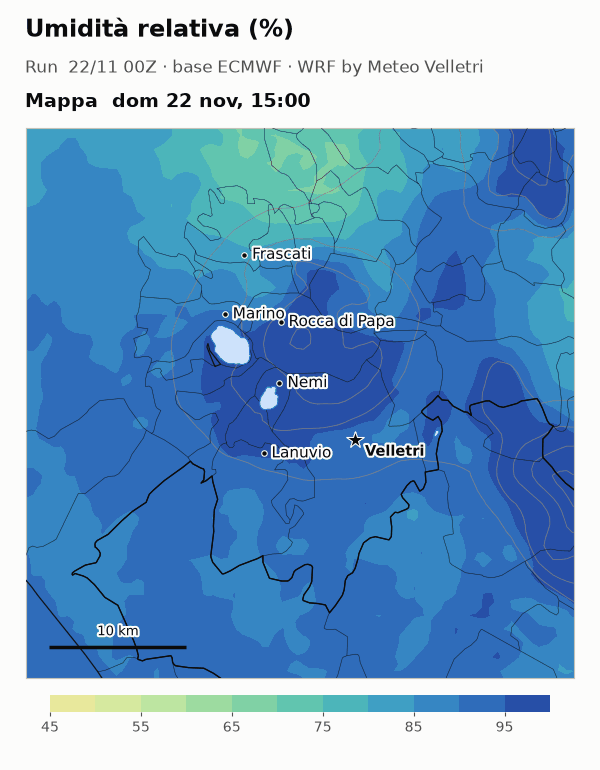 Umidità relativa (%)
Run  22/11 00Z · base ECMWF · WRF by Meteo Velletri
Mappa  dom 22 nov, 15:00
Frascati
Marino
Rocca di Papa
Nemi
Velletri
Lanuvio
10 km
45 55 65 75 85 95